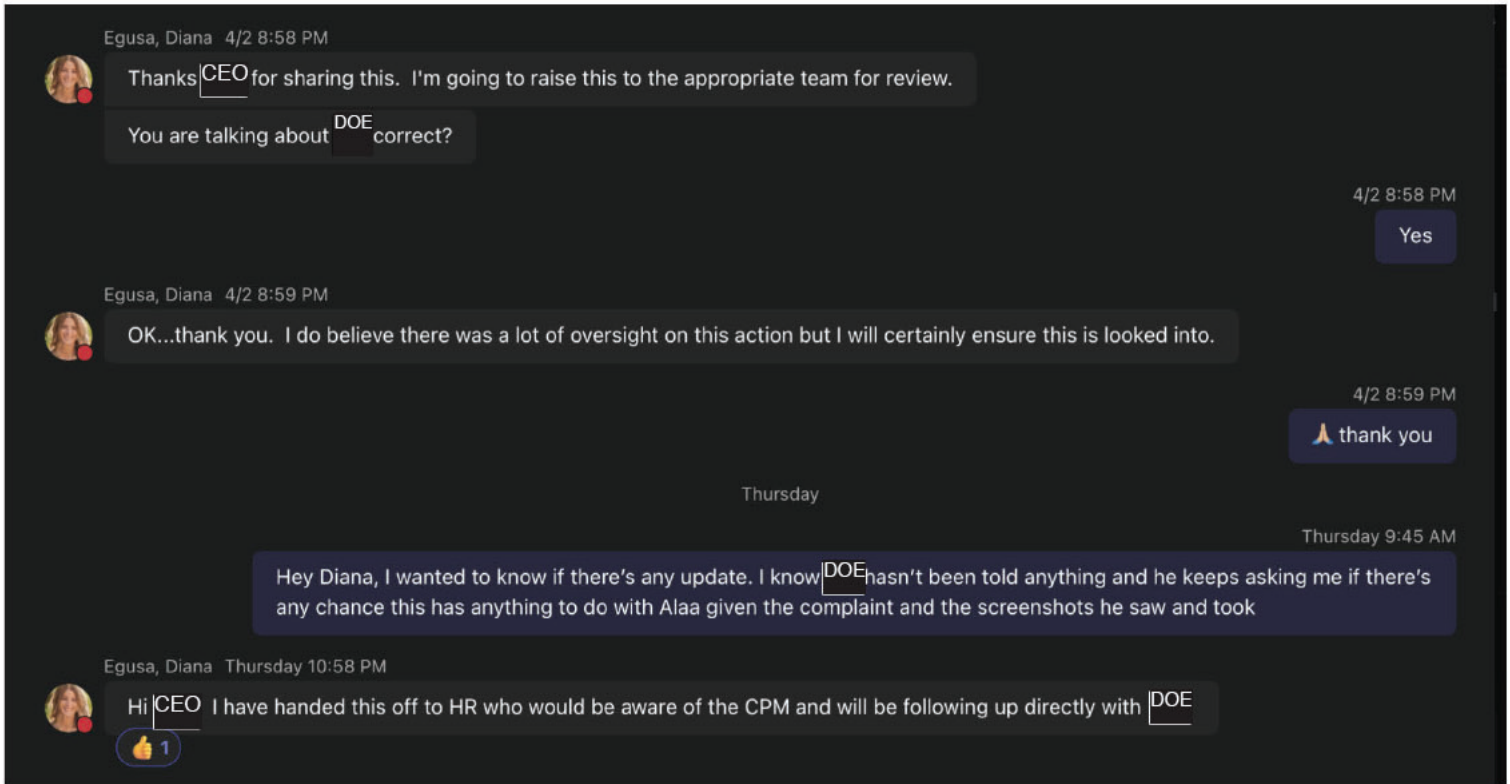 Egusa, Diana 4/2 8:58 PM
Thanks CEO for sharing this. I'm going to raise this to the appropriate team for review.
You are talking about DOE correct?
4/2 8:58 PM
Yes
Egusa, Diana 4/2 8:59 PM
OK...thank you. I do believe there was a lot of oversight on this action but I will certainly ensure this is looked into.
4/2 8:59 PM
🙏🏼 thank you
Thursday
Thursday 9:45 AM
Hey Diana, I wanted to know if there's any update. I know DOE hasn't been told anything and he keeps asking me if there's
any chance this has anything to do with Alaa given the complaint and the screenshots he saw and took
Egusa, Diana Thursday 10:58 PM
Hi CEO I have handed this off to HR who would be aware of the CPM and will be following up directly with DOE
👍 1